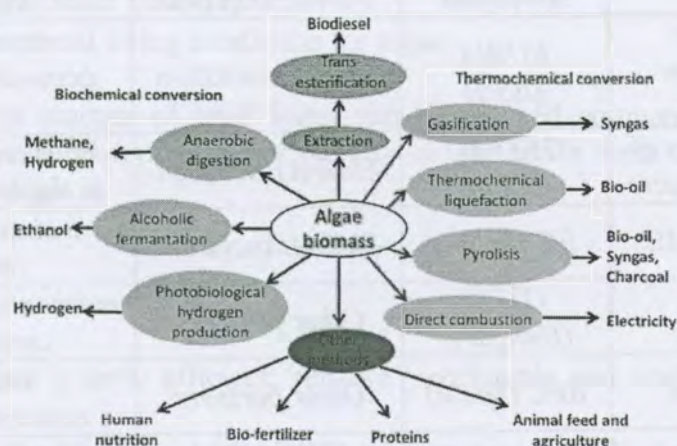 Biodiesel
Trans-
esterification
Biochemical conversion
Thermochemical conversion
Methane,
Hydrogen
Anaerobic
digestion
Extraction
Gasification
Syngas
Thermochemical
liquefaction
Bio-oil
Ethanol
Alcoholic
fermantation
Algae
biomass
Pyrolisis
Bio-oil,
Syngas,
Charcoal
Hydrogen
Photobiological
hydrogen
production
Direct combustion
Electricity
Other
methods
Human
nutrition
Bio-fertilizer
Proteins
Animal feed and
agriculture